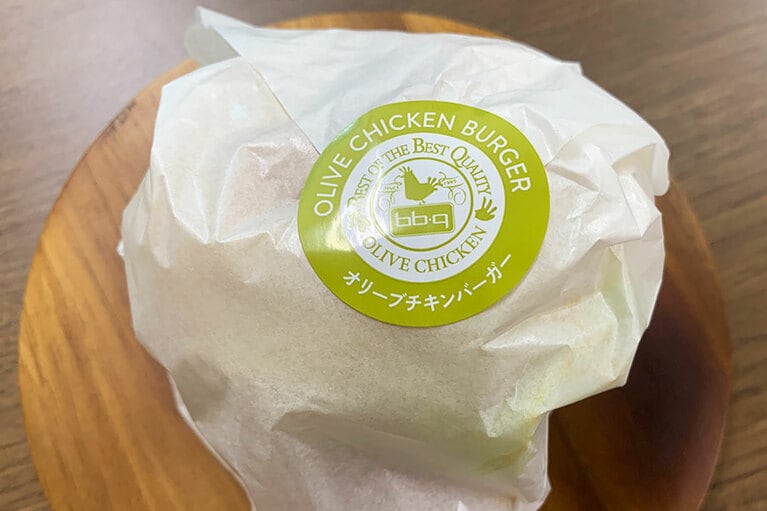 OLIVE CHICKEN BURGER
BEST OF THE BEST QUALITY
bb.q
OLIVE CHICKEN
オリーブチキンバーガー